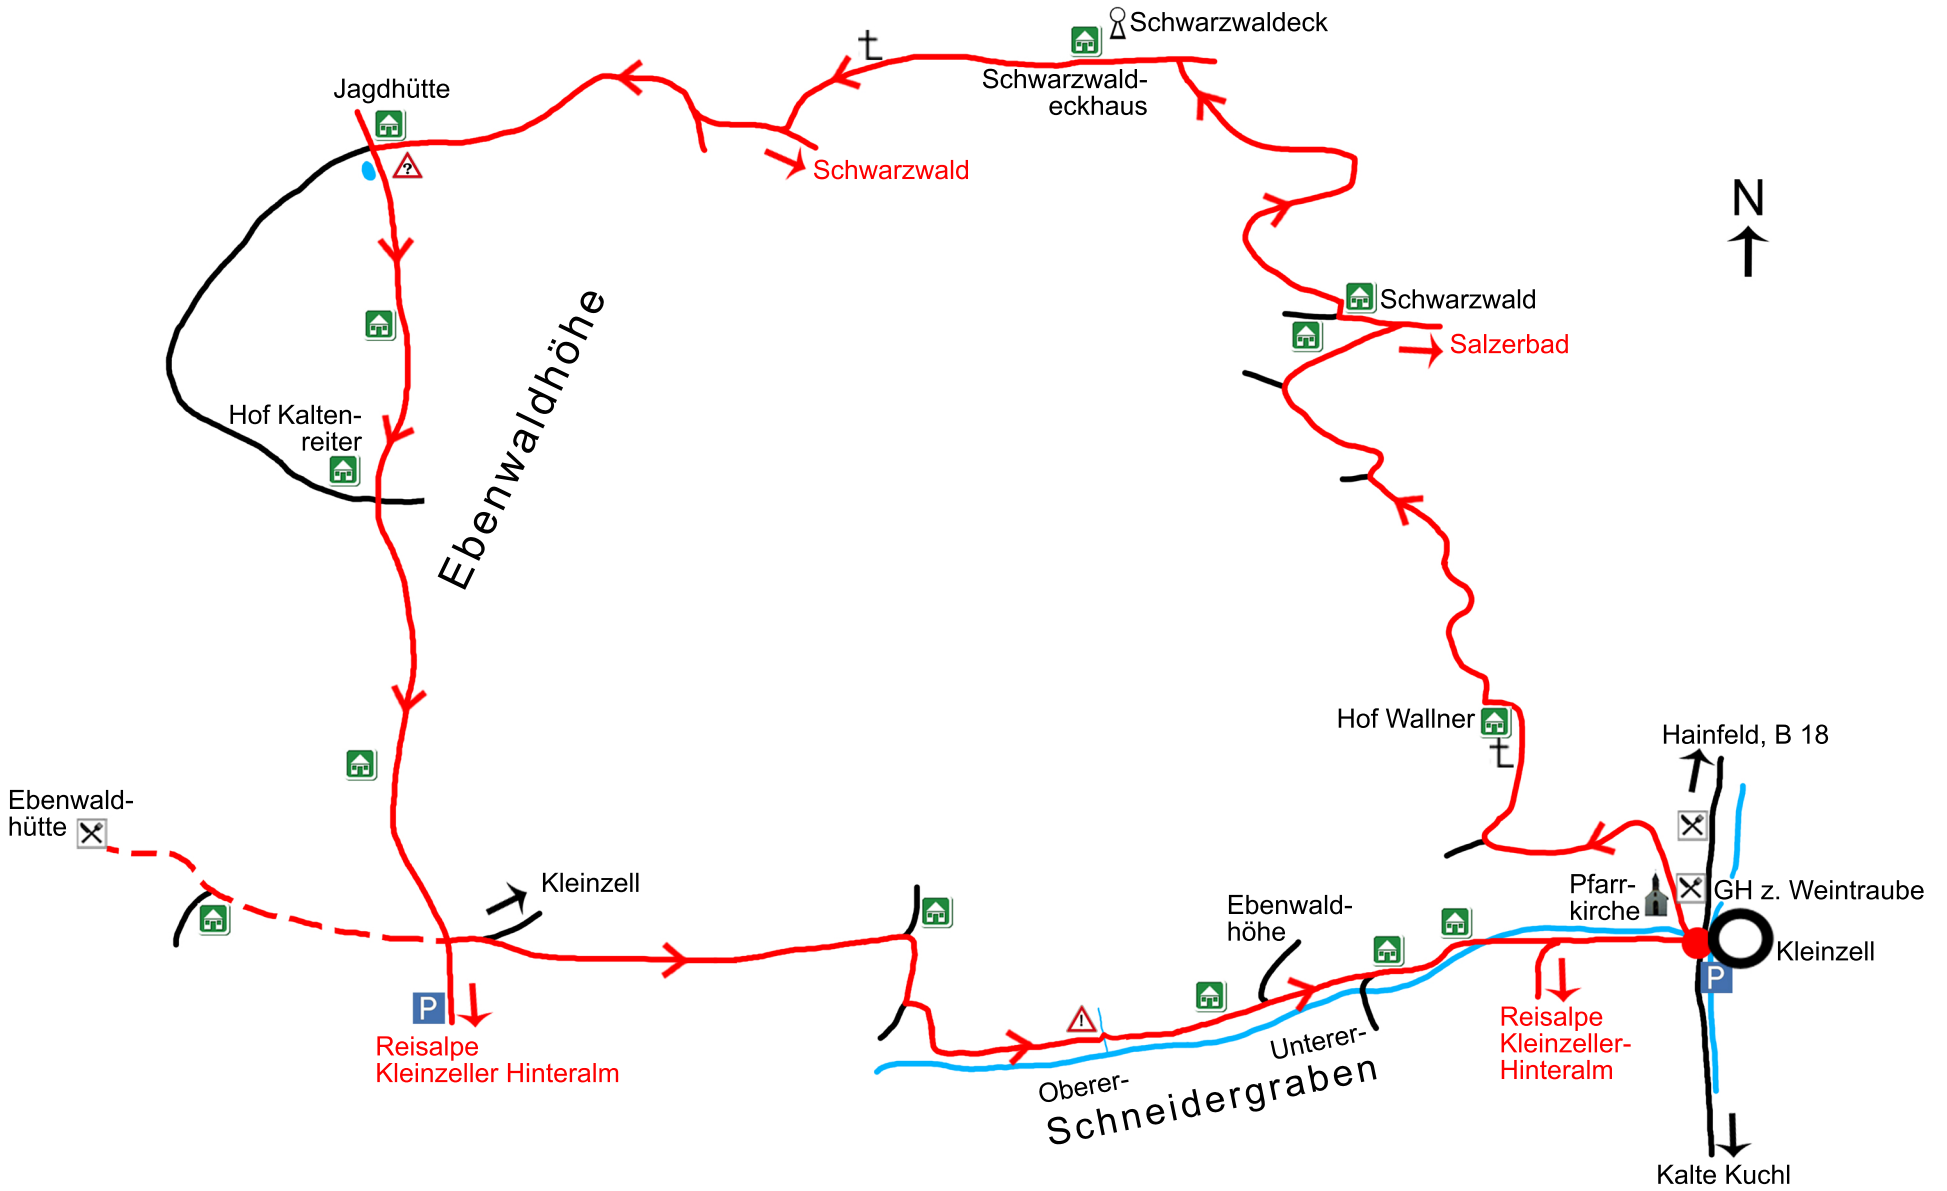 Schwarzwaldeck
Schwarzwald-
eckhaus
Jagdhütte
?
Schwarzwald
N
Schwarzwald
Salzerbad
Ebenwaldhöhe
Hof Kalten-
reiter
Hof Wallner
Hainfeld, B 18
Ebenwald-
hütte
Kleinzell
Pfarr-
kirche
GH z. Weintraube
Ebenwald-
höhe
Kleinzell
P
P
!
Reisalpe
Kleinzeller Hinteralm
Reisalpe
Kleinzeller-
Hinteralm
Unterer-
Oberer-
Schneidergraben
Kalte Kuchl